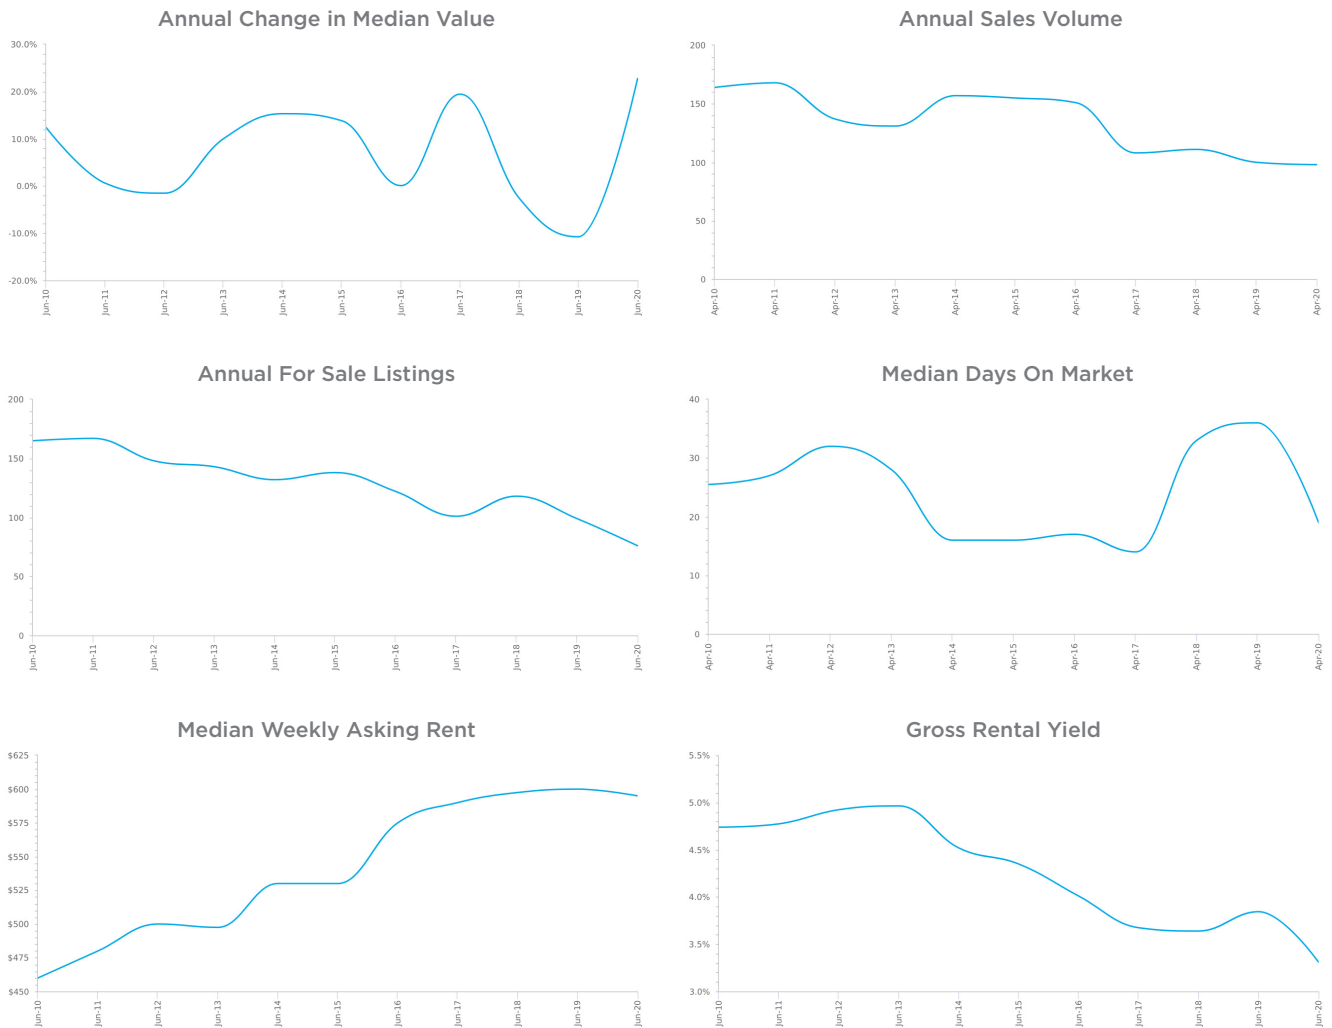 Annual Change in Median Value
30.0%
20.0%
10.0%
0.0%
-10.0%
-20.0%
Jun-10
Jun-11
Jun-12
Jun-13
Jun-14
Jun-15
Jun-16
Jun-17
Jun-18
Jun-19
Jun-20
Annual Sales Volume
200
150
100
50
0
Apr-10
Apr-11
Apr-12
Apr-13
Apr-14
Apr-15
Apr-16
Apr-17
Apr-18
Apr-19
Apr-20
Annual For Sale Listings
200
150
100
50
0
Jun-10
Jun-11
Jun-12
Jun-13
Jun-14
Jun-15
Jun-16
Jun-17
Jun-18
Jun-19
Jun-20
Median Days On Market
40
30
20
10
0
Apr-10
Apr-11
Apr-12
Apr-13
Apr-14
Apr-15
Apr-16
Apr-17
Apr-18
Apr-19
Apr-20
Median Weekly Asking Rent
$625
$600
$575
$550
$525
$500
$475
$450
Jun-10
Jun-11
Jun-12
Jun-13
Jun-14
Jun-15
Jun-16
Jun-17
Jun-18
Jun-19
Jun-20
Gross Rental Yield
5.5%
5.0%
4.5%
4.0%
3.5%
3.0%
Jun-10
Jun-11
Jun-12
Jun-13
Jun-14
Jun-15
Jun-16
Jun-17
Jun-18
Jun-19
Jun-20